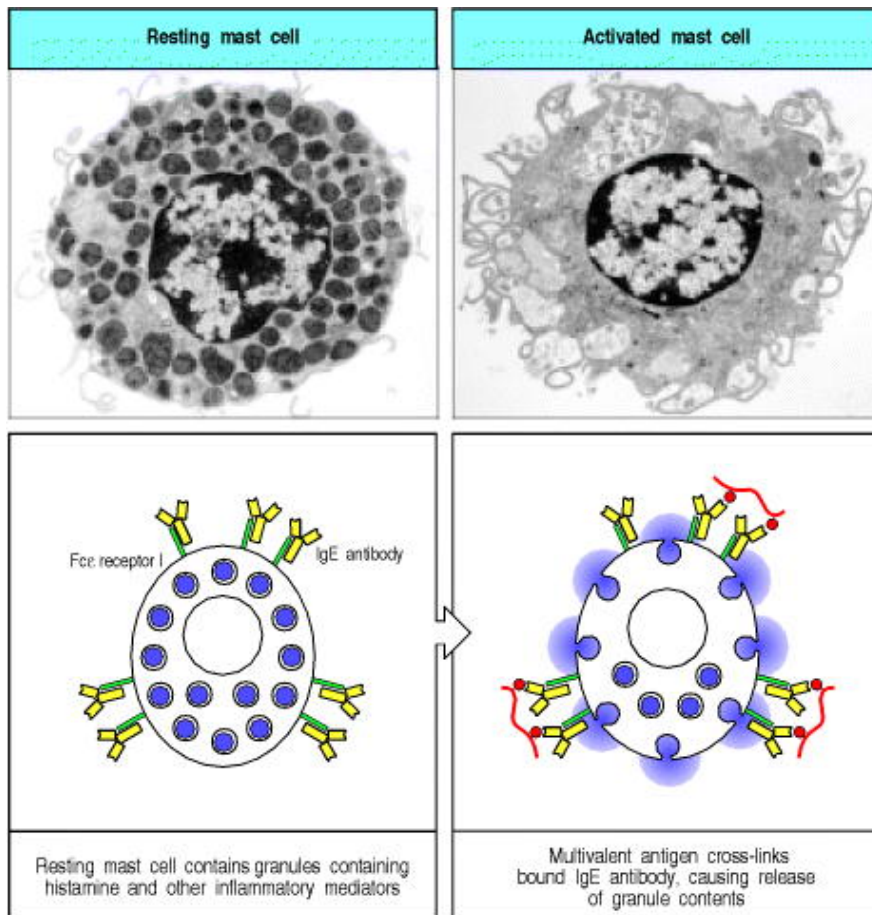 Resting mast cell
Activated mast cell
Fcε receptor I
IgE antibody
Resting mast cell contains granules containing
histamine and other inflammatory mediators
Multivalent antigen cross-links
bound IgE antibody, causing release
of granule contents